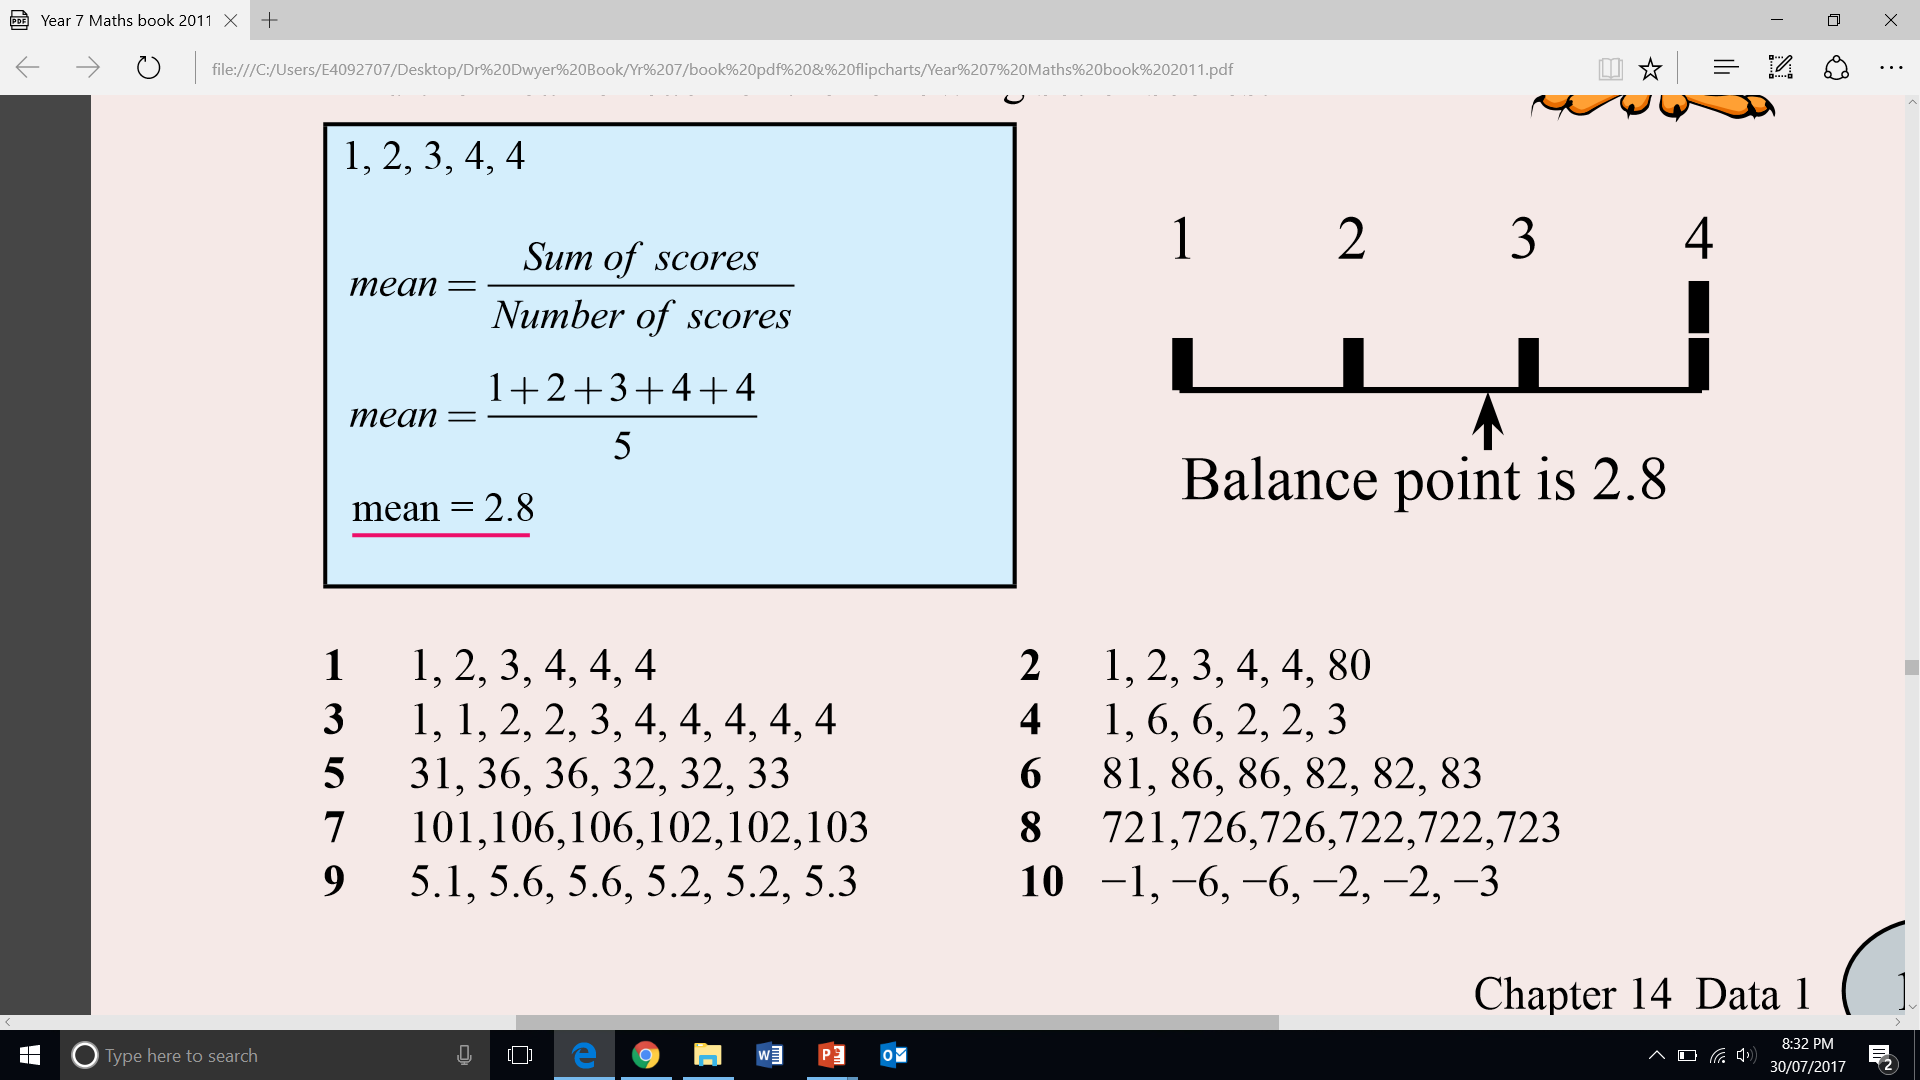 Year 7 Maths book 2011
file:///C:/Users/E4092707/Desktop/Dr%20Dwyer%20Book/Yr%207/book%20pdf%20&%20flipcharts/Year%207%20Maths%20book%202011.pdf
1, 2, 3, 4, 4
mean = Sum of scores / Number of scores
mean = 1+2+3+4+4 / 5
mean = 2.8
1 2 3 4
Balance point is 2.8
1 1, 2, 3, 4, 4, 4
2 1, 2, 3, 4, 4, 80
3 1, 1, 2, 2, 3, 4, 4, 4, 4, 4
4 1, 6, 6, 2, 2, 3
5 31, 36, 36, 32, 32, 33
6 81, 86, 86, 82, 82, 83
7 101,106,106,102,102,103
8 721,726,726,722,722,723
9 5.1, 5.6, 5.6, 5.2, 5.2, 5.3
10 −1, −6, −6, −2, −2, −3
Chapter 14 Data 1
Type here to search
8:32 PM
30/07/2017
2